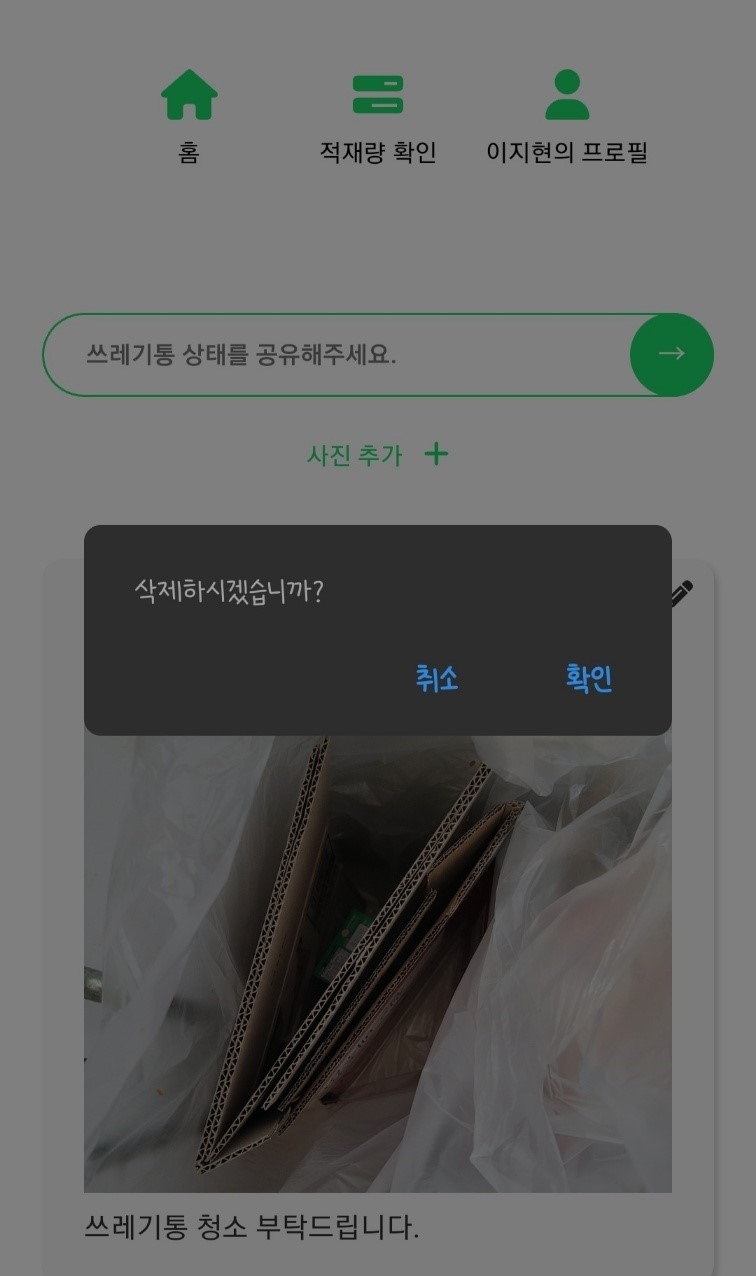 홈
적재량 확인
이지현의 프로필
쓰레기통 상태를 공유해주세요.
사진 추가
삭제하시겠습니까?
취소
확인
쓰레기통 청소 부탁드립니다.